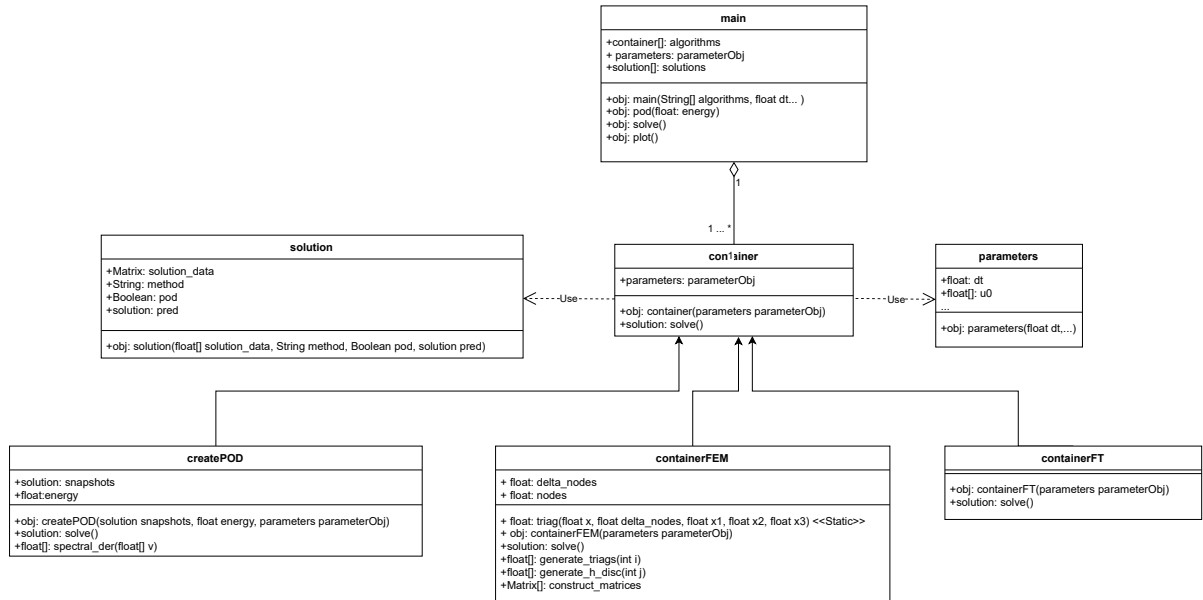 main
+container[]: algorithms
+ parameters: parameterObj
+solution[]: solutions
+obj: main(String[] algorithms, float dt... )
+obj: pod(float: energy)
+obj: solve()
+obj: plot()
1
1 ... *
solution
+Matrix: solution_data
+String: method
+Boolean: pod
+solution: pred
+obj: solution(float[] solution_data, String method, Boolean pod, solution pred)
Use
container
1
+parameters: parameterObj
+obj: container(parameters parameterObj)
+solution: solve()
Use
parameters
+float: dt
+float[]: u0
...
+obj: parameters(float dt,...)
createPOD
+solution: snapshots
+float:energy
+obj: createPOD(solution snapshots, float energy, parameters parameterObj)
+solution: solve()
+float[]: spectral_der(float[] v)
containerFEM
+ float: delta_nodes
+ float: nodes
+ float: triag(float x, float delta_nodes, float x1, float x2, float x3) <<Static>>
+ obj: containerFEM(parameters parameterObj)
+solution: solve()
+float[]: generate_triags(int i)
+float[]: generate_h_disc(int j)
+Matrix[]: construct_matrices
containerFT
+obj: containerFT(parameters parameterObj)
+solution: solve()